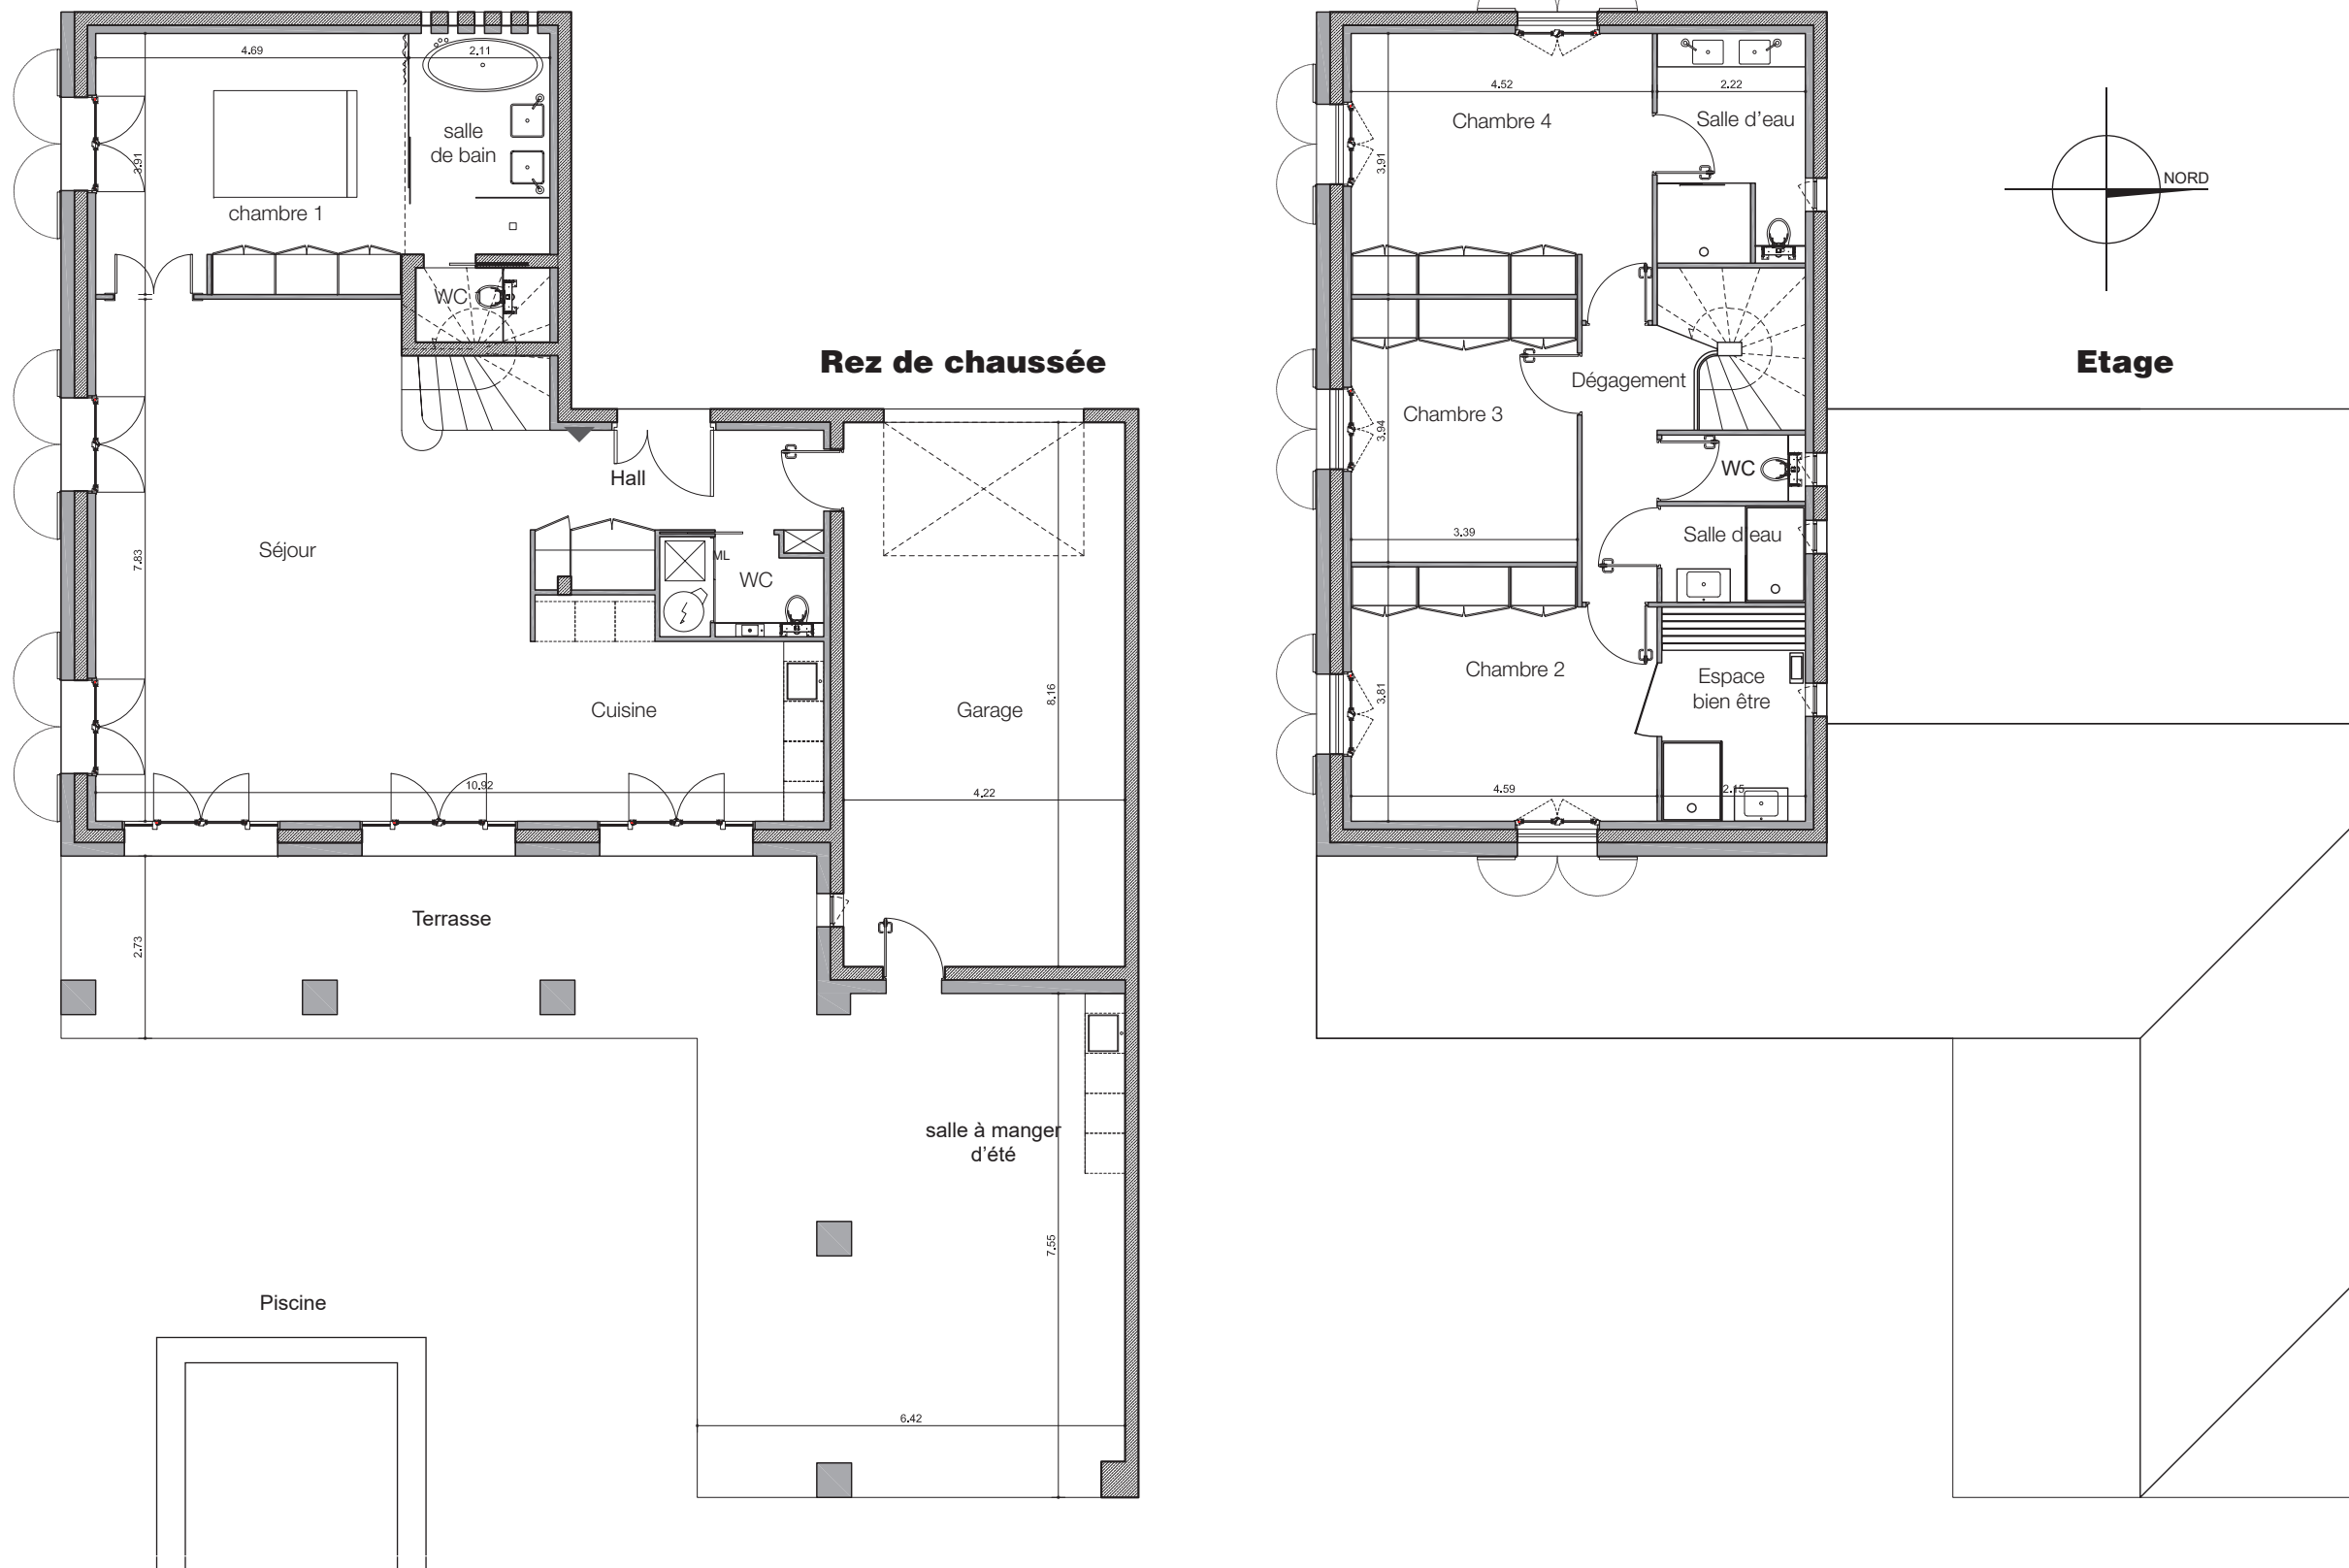 4.69
2.11
salle
de bain
3.91
chambre 1
WC
Rez de chaussée
Hall
Séjour
7.83
ML
WC
Cuisine
Garage
8.16
10.92
4.22
Terrasse
2.73
salle à manger
d'été
7.55
Piscine
6.42
4.52
2.22
Chambre 4
Salle d'eau
3.91
NORD
Etage
Dégagement
Chambre 3
3.94
WC
3.39
Salle d'eau
Chambre 2
3.81
Espace
bien être
4.59
2.15